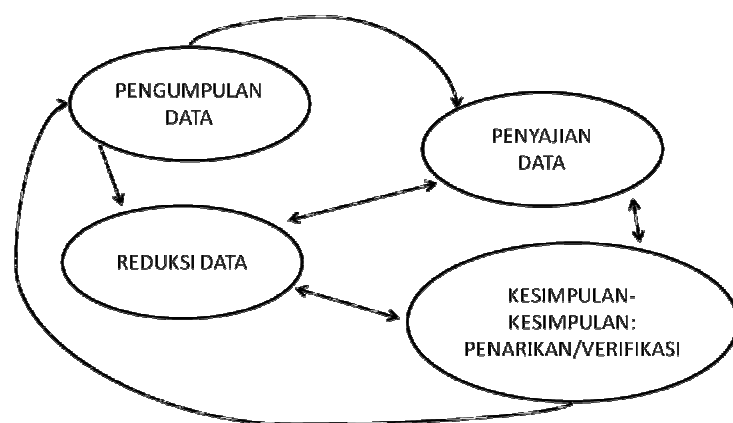 PENGUMPULAN
DATA
PENYAJIAN
DATA
REDUKSI DATA
KESIMPULAN-
KESIMPULAN:
PENARIKAN/VERIFIKASI